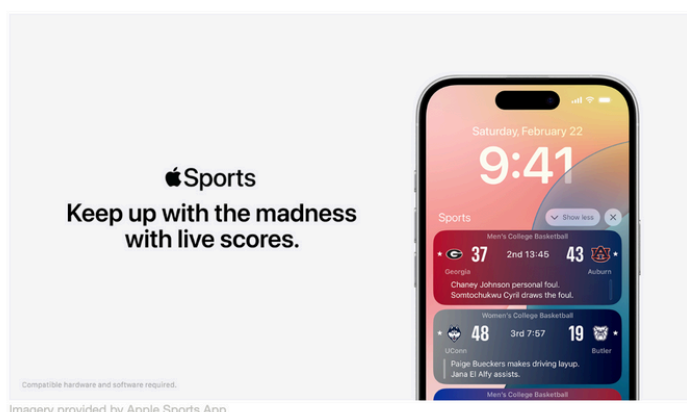 Sports
Keep up with the madness
with live scores.
Compatible hardware and software required.
Saturday, February 22
9:41
Sports
Show less
Men's College Basketball
37 2nd 13:45 43
Georgia Auburn
Chaney Johnson personal foul.
Somtochukwu Cyril draws the foul.
Women's College Basketball
48 3rd 7:57 19
UConn Butler
Paige Bueckers makes driving layup.
Jana El Alfy assists.
Men's College Basketball
Imagery provided by Apple Sports App